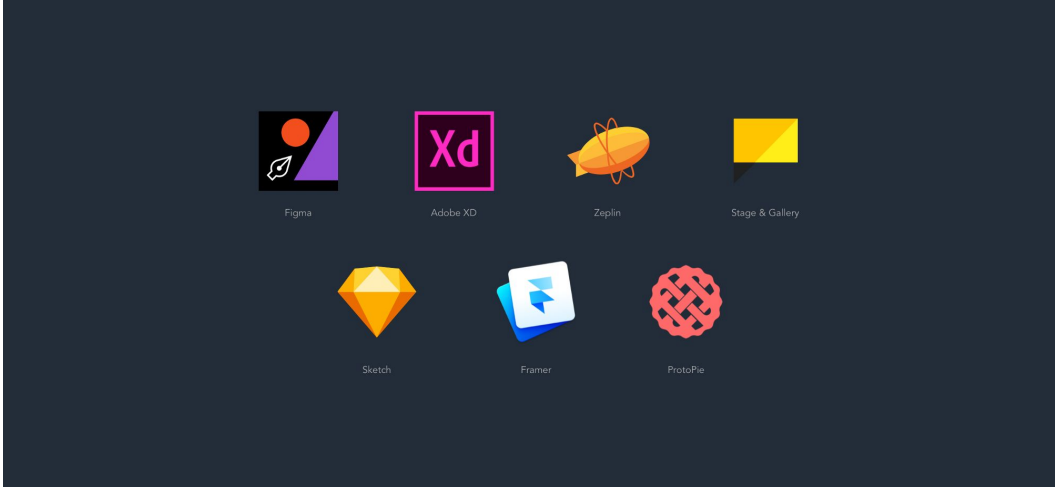 Xd
Figma
Adobe XD
Zeplin
Stage & Gallery
Sketch
Framer
ProtoPie